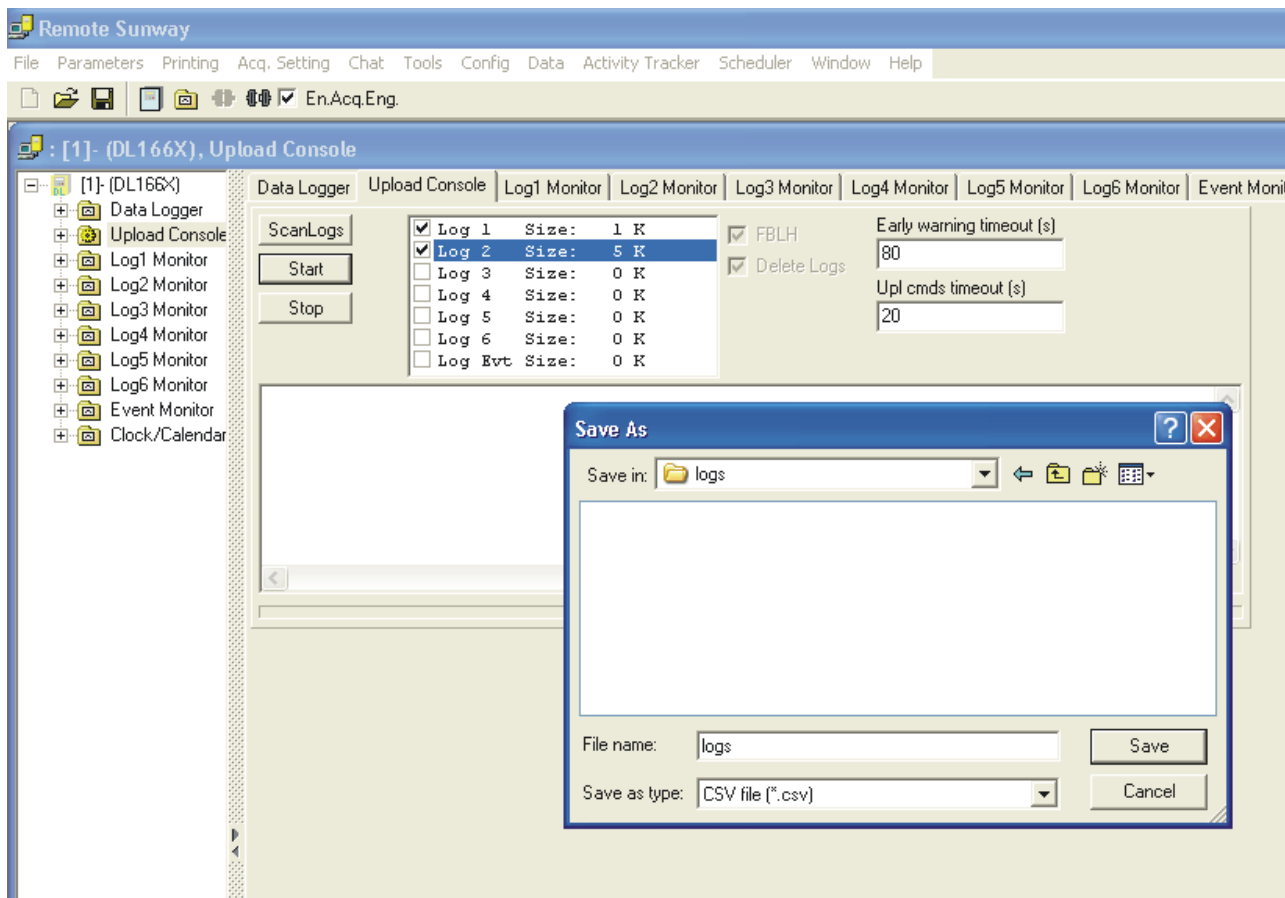 Remote Sunway
File Parameters Printing Acq. Setting Chat Tools Config Data Activity Tracker Scheduler Window Help
En.Acq.Eng.
: [1]- (DL166X), Upload Console
[1]- (DL166X)
Data Logger
Upload Console
Log1 Monitor
Log2 Monitor
Log3 Monitor
Log4 Monitor
Log5 Monitor
Log6 Monitor
Event Monitor
Clock/Calendar
Data Logger Upload Console Log1 Monitor Log2 Monitor Log3 Monitor Log4 Monitor Log5 Monitor Log6 Monitor Event Moni
ScanLogs
Start
Stop
Log 1 Size: 1 K
Log 2 Size: 5 K
Log 3 Size: 0 K
Log 4 Size: 0 K
Log 5 Size: 0 K
Log 6 Size: 0 K
Log Evt Size: 0 K
FBLH
Delete Logs
Early warning timeout (s)
80
Upl cmds timeout (s)
20
Save As
Save in: logs
File name: logs
Save
Save as type: CSV file (*.csv)
Cancel